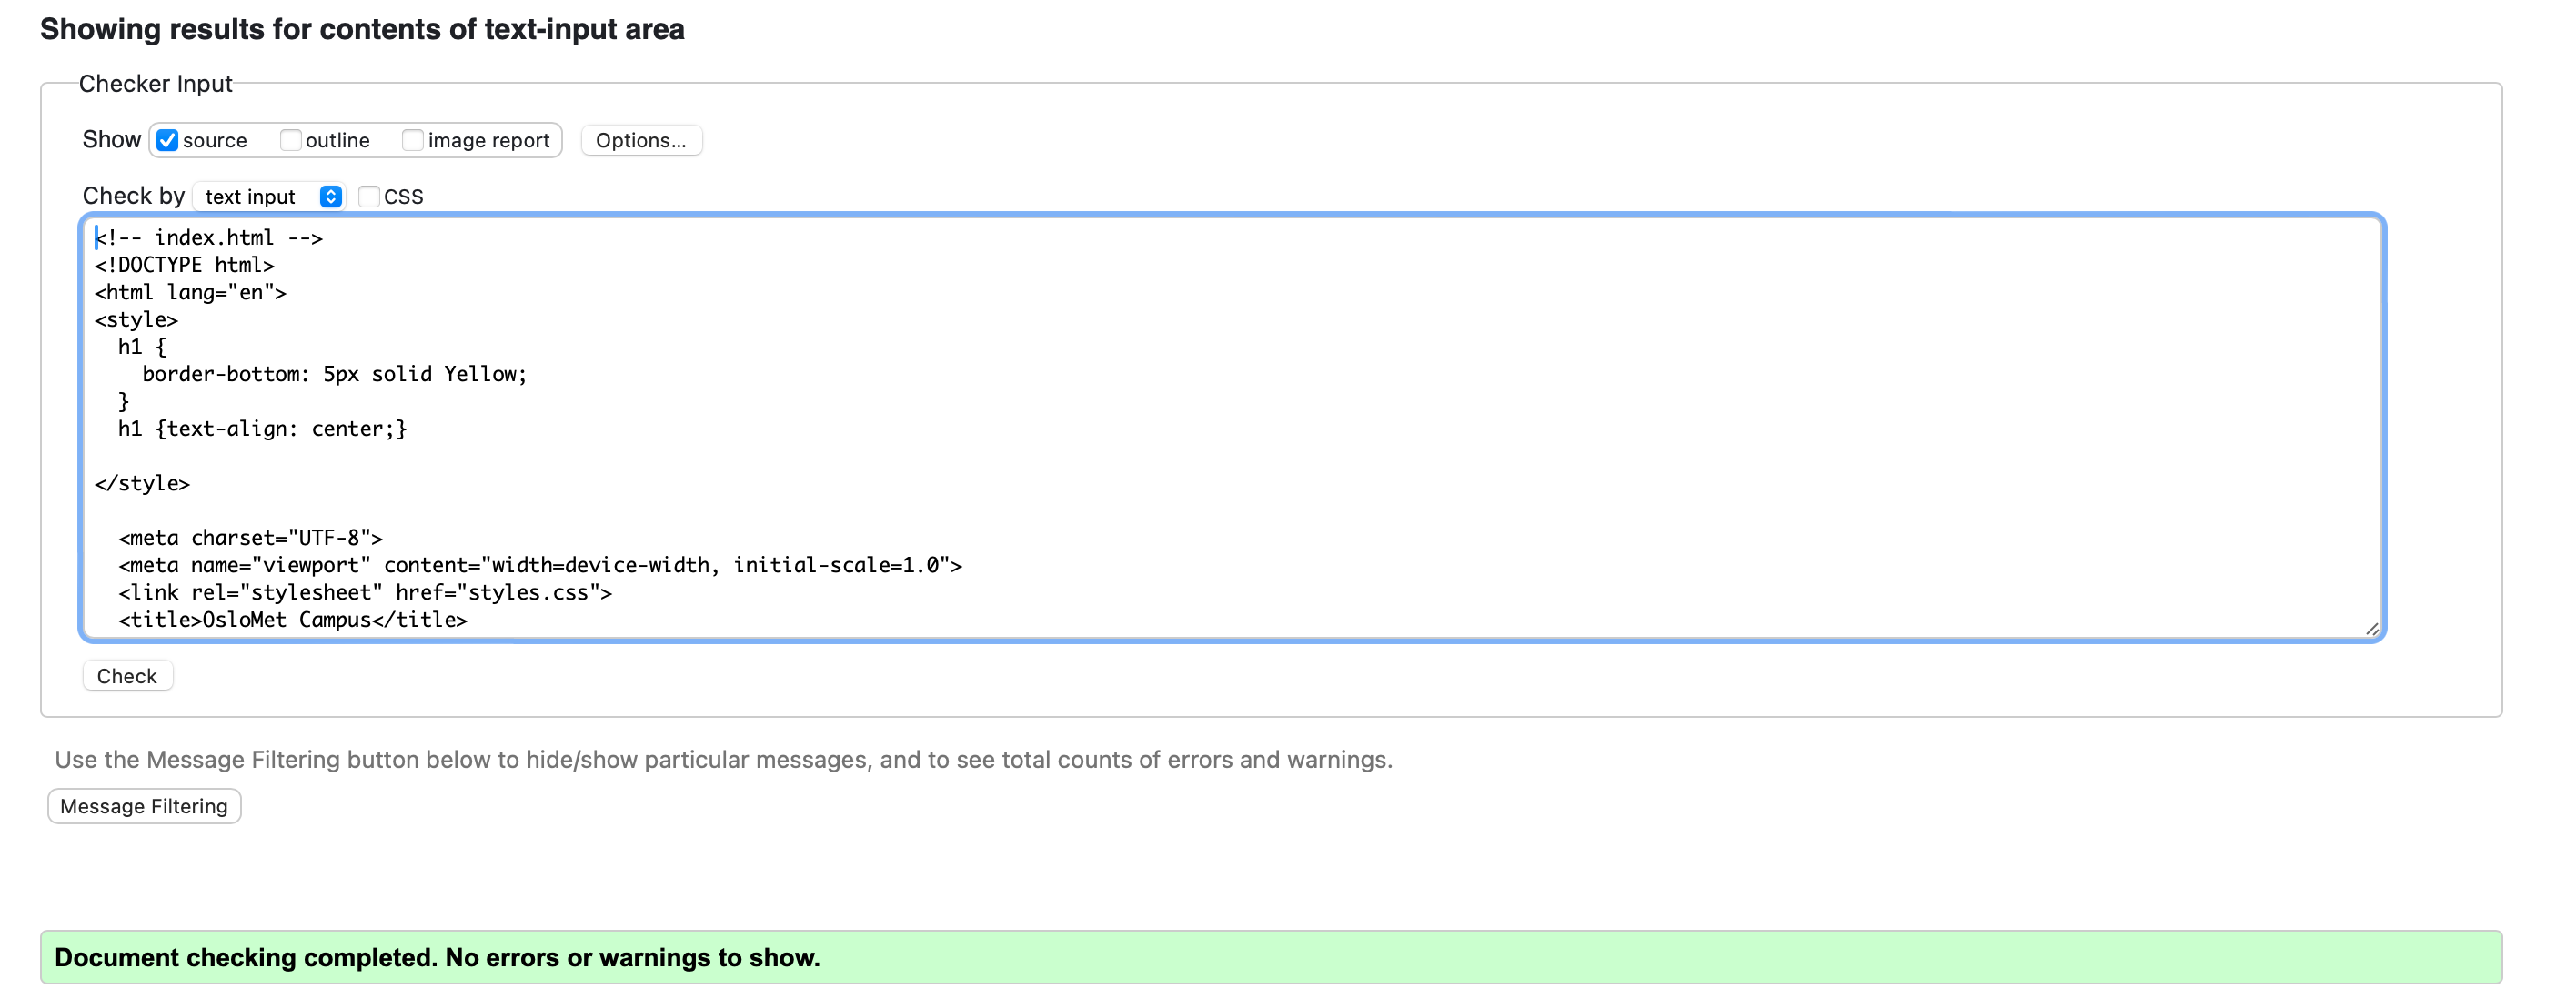 Showing results for contents of text-input area
Checker Input
Show source outline image report Options...
Check by text input CSS
<!-- index.html -->
<!DOCTYPE html>
<html lang="en">
<style>
  h1 {
    border-bottom: 5px solid Yellow;
  }
  h1 {text-align: center;}
</style>
  <meta charset="UTF-8">
  <meta name="viewport" content="width=device-width, initial-scale=1.0">
  <link rel="stylesheet" href="styles.css">
  <title>OsloMet Campus</title>
Check
Use the Message Filtering button below to hide/show particular messages, and to see total counts of errors and warnings.
Message Filtering
Document checking completed. No errors or warnings to show.